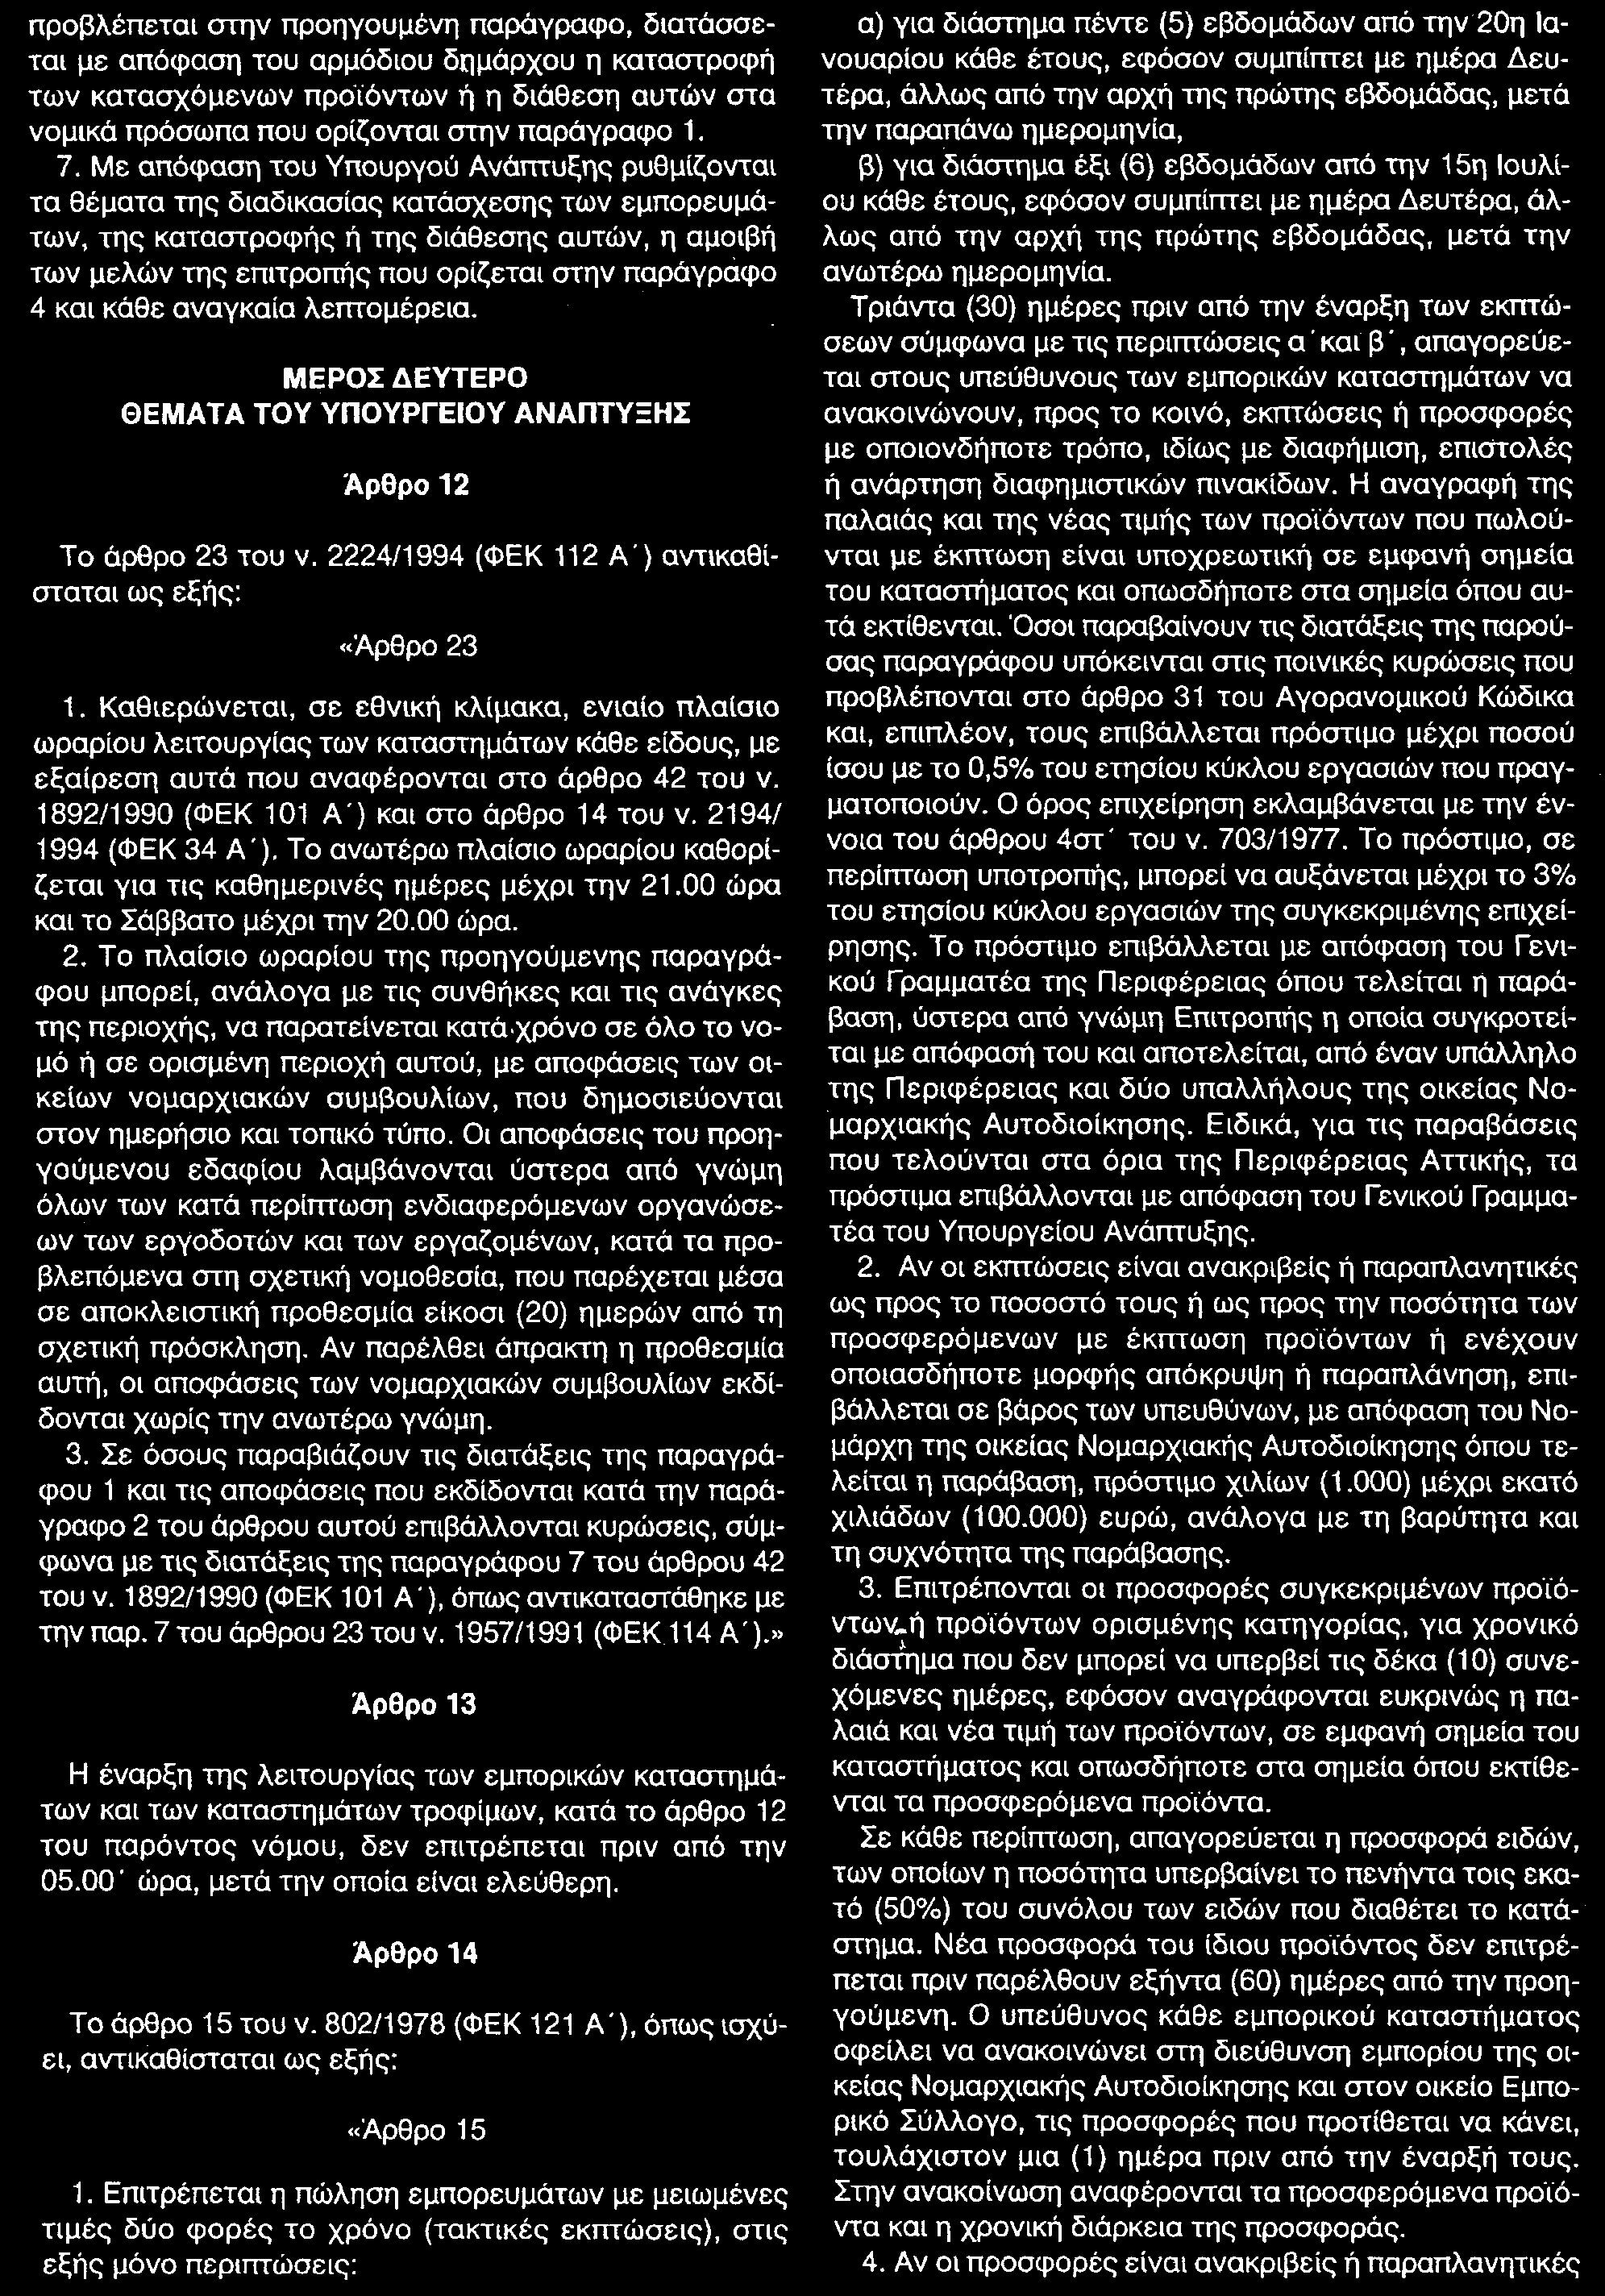 προβλέπεται στην προηγουμένη παράγραφο, διατάσσε-
ται με απόφαση του αρμόδιου δημάρχου η καταστροφή
των κατασχόμενων προϊόντων ή η διάθεση αυτών στα
νομικά πρόσωπα που ορίζονται στην παράγραφο 1.
7. Με απόφαση του Υπουργού Ανάπτυξης ρυθμίζονται
τα θέματα της διαδικασίας κατάσχεσης των εμπορευμά-
των, της καταστροφής ή της διάθεσης αυτών, η αμοιβή
των μελών της επιτροπής που ορίζεται στην παράγραφο
4 και κάθε αναγκαία λεπτομέρεια.
ΜΕΡΟΣ ΔΕΥΤΕΡΟ
ΘΕΜΑΤΑ ΤΟΥ ΥΠΟΥΡΓΕΙΟΥ ΑΝΑΠΤΥΞΗΣ
Άρθρο 12
Το άρθρο 23 του ν. 2224/1994 (ΦΕΚ 112 Α΄) αντικαθί-
σταται ως εξής:
«Άρθρο 23
1. Καθιερώνεται, σε εθνική κλίμακα, ενιαίο πλαίσιο
ωραρίου λειτουργίας των καταστημάτων κάθε είδους, με
εξαίρεση αυτά που αναφέρονται στο άρθρο 42 του ν.
1892/1990 (ΦΕΚ 101 Α΄) και στο άρθρο 14 του ν. 2194/
1994 (ΦΕΚ 34 Α΄). Το ανωτέρω πλαίσιο ωραρίου καθορί-
ζεται για τις καθημερινές ημέρες μέχρι την 21.00 ώρα
και το Σάββατο μέχρι την 20.00 ώρα.
2. Το πλαίσιο ωραρίου της προηγούμενης παραγρά-
φου μπορεί, ανάλογα με τις συνθήκες και τις ανάγκες
της περιοχής, να παρατείνεται κατά χρόνο σε όλο το νο-
μό ή σε ορισμένη περιοχή αυτού, με αποφάσεις των οι-
κείων νομαρχιακών συμβουλίων, που δημοσιεύονται
στον ημερήσιο και τοπικό τύπο. Οι αποφάσεις του προη-
γούμενου εδαφίου λαμβάνονται ύστερα από γνώμη
όλων των κατά περίπτωση ενδιαφερόμενων οργανώσε-
ων των εργοδοτών και των εργαζομένων, κατά τα προ-
βλεπόμενα στη σχετική νομοθεσία, που παρέχεται μέσα
σε αποκλειστική προθεσμία είκοσι (20) ημερών από τη
σχετική πρόσκληση. Αν παρέλθει άπρακτη η προθεσμία
αυτή, οι αποφάσεις των νομαρχιακών συμβουλίων εκδί-
δονται χωρίς την ανωτέρω γνώμη.
3. Σε όσους παραβιάζουν τις διατάξεις της παραγρά-
φου 1 και τις αποφάσεις που εκδίδονται κατά την παρά-
γραφο 2 του άρθρου αυτού επιβάλλονται κυρώσεις, σύμ-
φωνα με τις διατάξεις της παραγράφου 7 του άρθρου 42
του ν. 1892/1990 (ΦΕΚ 101 Α΄), όπως αντικαταστάθηκε με
την παρ. 7 του άρθρου 23 του ν. 1957/1991 (ΦΕΚ 114 Α΄).»
Άρθρο 13
Η έναρξη της λειτουργίας των εμπορικών καταστημά-
των και των καταστημάτων τροφίμων, κατά το άρθρο 12
του παρόντος νόμου, δεν επιτρέπεται πριν από την
05.00΄ ώρα, μετά την οποία είναι ελεύθερη.
Άρθρο 14
Το άρθρο 15 του ν. 802/1978 (ΦΕΚ 121 Α΄), όπως ισχύ-
ει, αντικαθίσταται ως εξής:
«Άρθρο 15
1. Επιτρέπεται η πώληση εμπορευμάτων με μειωμένες
τιμές δύο φορές το χρόνο (τακτικές εκπτώσεις), στις
εξής μόνο περιπτώσεις:
α) για διάστημα πέντε (5) εβδομάδων από την 20η Ια-
νουαρίου κάθε έτους, εφόσον συμπίπτει με ημέρα Δευ-
τέρα, άλλως από την αρχή της πρώτης εβδομάδας, μετά
την παραπάνω ημερομηνία,
β) για διάστημα έξι (6) εβδομάδων από την 15η Ιουλί-
ου κάθε έτους, εφόσον συμπίπτει με ημέρα Δευτέρα, άλ-
λως από την αρχή της πρώτης εβδομάδας, μετά την
ανωτέρω ημερομηνία.
Τριάντα (30) ημέρες πριν από την έναρξη των εκπτώ-
σεων σύμφωνα με τις περιπτώσεις α΄ και β΄, απαγορεύε-
ται στους υπεύθυνους των εμπορικών καταστημάτων να
ανακοινώνουν, προς το κοινό, εκπτώσεις ή προσφορές
με οποιονδήποτε τρόπο, ιδίως με διαφήμιση, επιστολές
ή ανάρτηση διαφημιστικών πινακίδων. Η αναγραφή της
παλαιάς και της νέας τιμής των προϊόντων που πωλού-
νται με έκπτωση είναι υποχρεωτική σε εμφανή σημεία
του καταστήματος και οπωσδήποτε στα σημεία όπου αυ-
τά εκτίθενται. Όσοι παραβαίνουν τις διατάξεις της παρού-
σας παραγράφου υπόκεινται στις ποινικές κυρώσεις που
προβλέπονται στο άρθρο 31 του Αγορανομικού Κώδικα
και, επιπλέον, τους επιβάλλεται πρόστιμο μέχρι ποσού
ίσου με το 0,5% του ετησίου κύκλου εργασιών που πραγ-
ματοποιούν. Ο όρος επιχείρηση εκλαμβάνεται με την έν-
νοια του άρθρου 4στ΄ του ν. 703/1977. Το πρόστιμο, σε
περίπτωση υποτροπής, μπορεί να αυξάνεται μέχρι το 3%
του ετησίου κύκλου εργασιών της συγκεκριμένης επιχεί-
ρησης. Το πρόστιμο επιβάλλεται με απόφαση του Γενι-
κού Γραμματέα της Περιφέρειας όπου τελείται η παρά-
βαση, ύστερα από γνώμη Επιτροπής η οποία συγκροτεί-
ται με απόφασή του και αποτελείται, από έναν υπάλληλο
της Περιφέρειας και δύο υπαλλήλους της οικείας Νο-
μαρχιακής Αυτοδιοίκησης. Ειδικά, για τις παραβάσεις
που τελούνται στα όρια της Περιφέρειας Αττικής, τα
πρόστιμα επιβάλλονται με απόφαση του Γενικού Γραμμα-
τέα του Υπουργείου Ανάπτυξης.
2. Αν οι εκπτώσεις είναι ανακριβείς ή παραπλανητικές
ως προς το ποσοστό τους ή ως προς την ποσότητα των
προσφερόμενων με έκπτωση προϊόντων ή ενέχουν
οποιασδήποτε μορφής απόκρυψη ή παραπλάνηση, επι-
βάλλεται σε βάρος των υπευθύνων, με απόφαση του Νο-
μάρχη της οικείας Νομαρχιακής Αυτοδιοίκησης όπου τε-
λείται η παράβαση, πρόστιμο χιλίων (1.000) μέχρι εκατό
χιλιάδων (100.000) ευρώ, ανάλογα με τη βαρύτητα και
τη συχνότητα της παράβασης.
3. Επιτρέπονται οι προσφορές συγκεκριμένων προϊό-
ντων ή προϊόντων ορισμένης κατηγορίας, για χρονικό
διάστημα που δεν μπορεί να υπερβεί τις δέκα (10) συνε-
χόμενες ημέρες, εφόσον αναγράφονται ευκρινώς η πα-
λαιά και νέα τιμή των προϊόντων, σε εμφανή σημεία του
καταστήματος και οπωσδήποτε στα σημεία όπου εκτίθε-
νται τα προσφερόμενα προϊόντα.
Σε κάθε περίπτωση, απαγορεύεται η προσφορά ειδών,
των οποίων η ποσότητα υπερβαίνει το πενήντα τοις εκα-
τό (50%) του συνόλου των ειδών που διαθέτει το κατά-
στημα. Νέα προσφορά του ίδιου προϊόντος δεν επιτρέ-
πεται πριν παρέλθουν εξήντα (60) ημέρες από την προη-
γούμενη. Ο υπεύθυνος κάθε εμπορικού καταστήματος
οφείλει να ανακοινώνει στη διεύθυνση εμπορίου της οι-
κείας Νομαρχιακής Αυτοδιοίκησης και στον οικείο Εμπο-
ρικό Σύλλογο, τις προσφορές που προτίθεται να κάνει,
τουλάχιστον μια (1) ημέρα πριν από την έναρξή τους.
Στην ανακοίνωση αναφέρονται τα προσφερόμενα προϊό-
ντα και η χρονική διάρκεια της προσφοράς.
4. Αν οι προσφορές είναι ανακριβείς ή παραπλανητικές